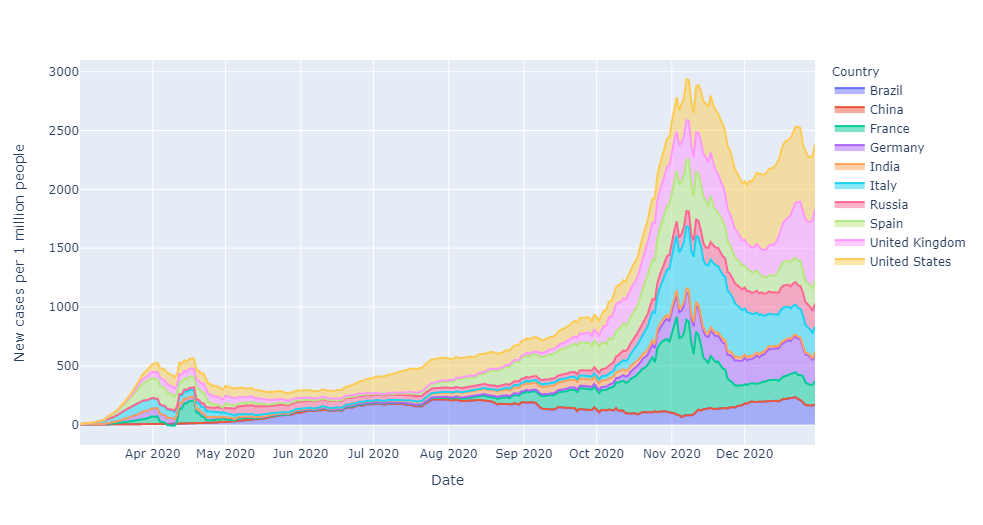 New cases per 1 million people
3000
2500
2000
1500
1000
500
0
Apr 2020 May 2020 Jun 2020 Jul 2020 Aug 2020 Sep 2020 Oct 2020 Nov 2020 Dec 2020
Date
Country
Brazil
China
France
Germany
India
Italy
Russia
Spain
United Kingdom
United States